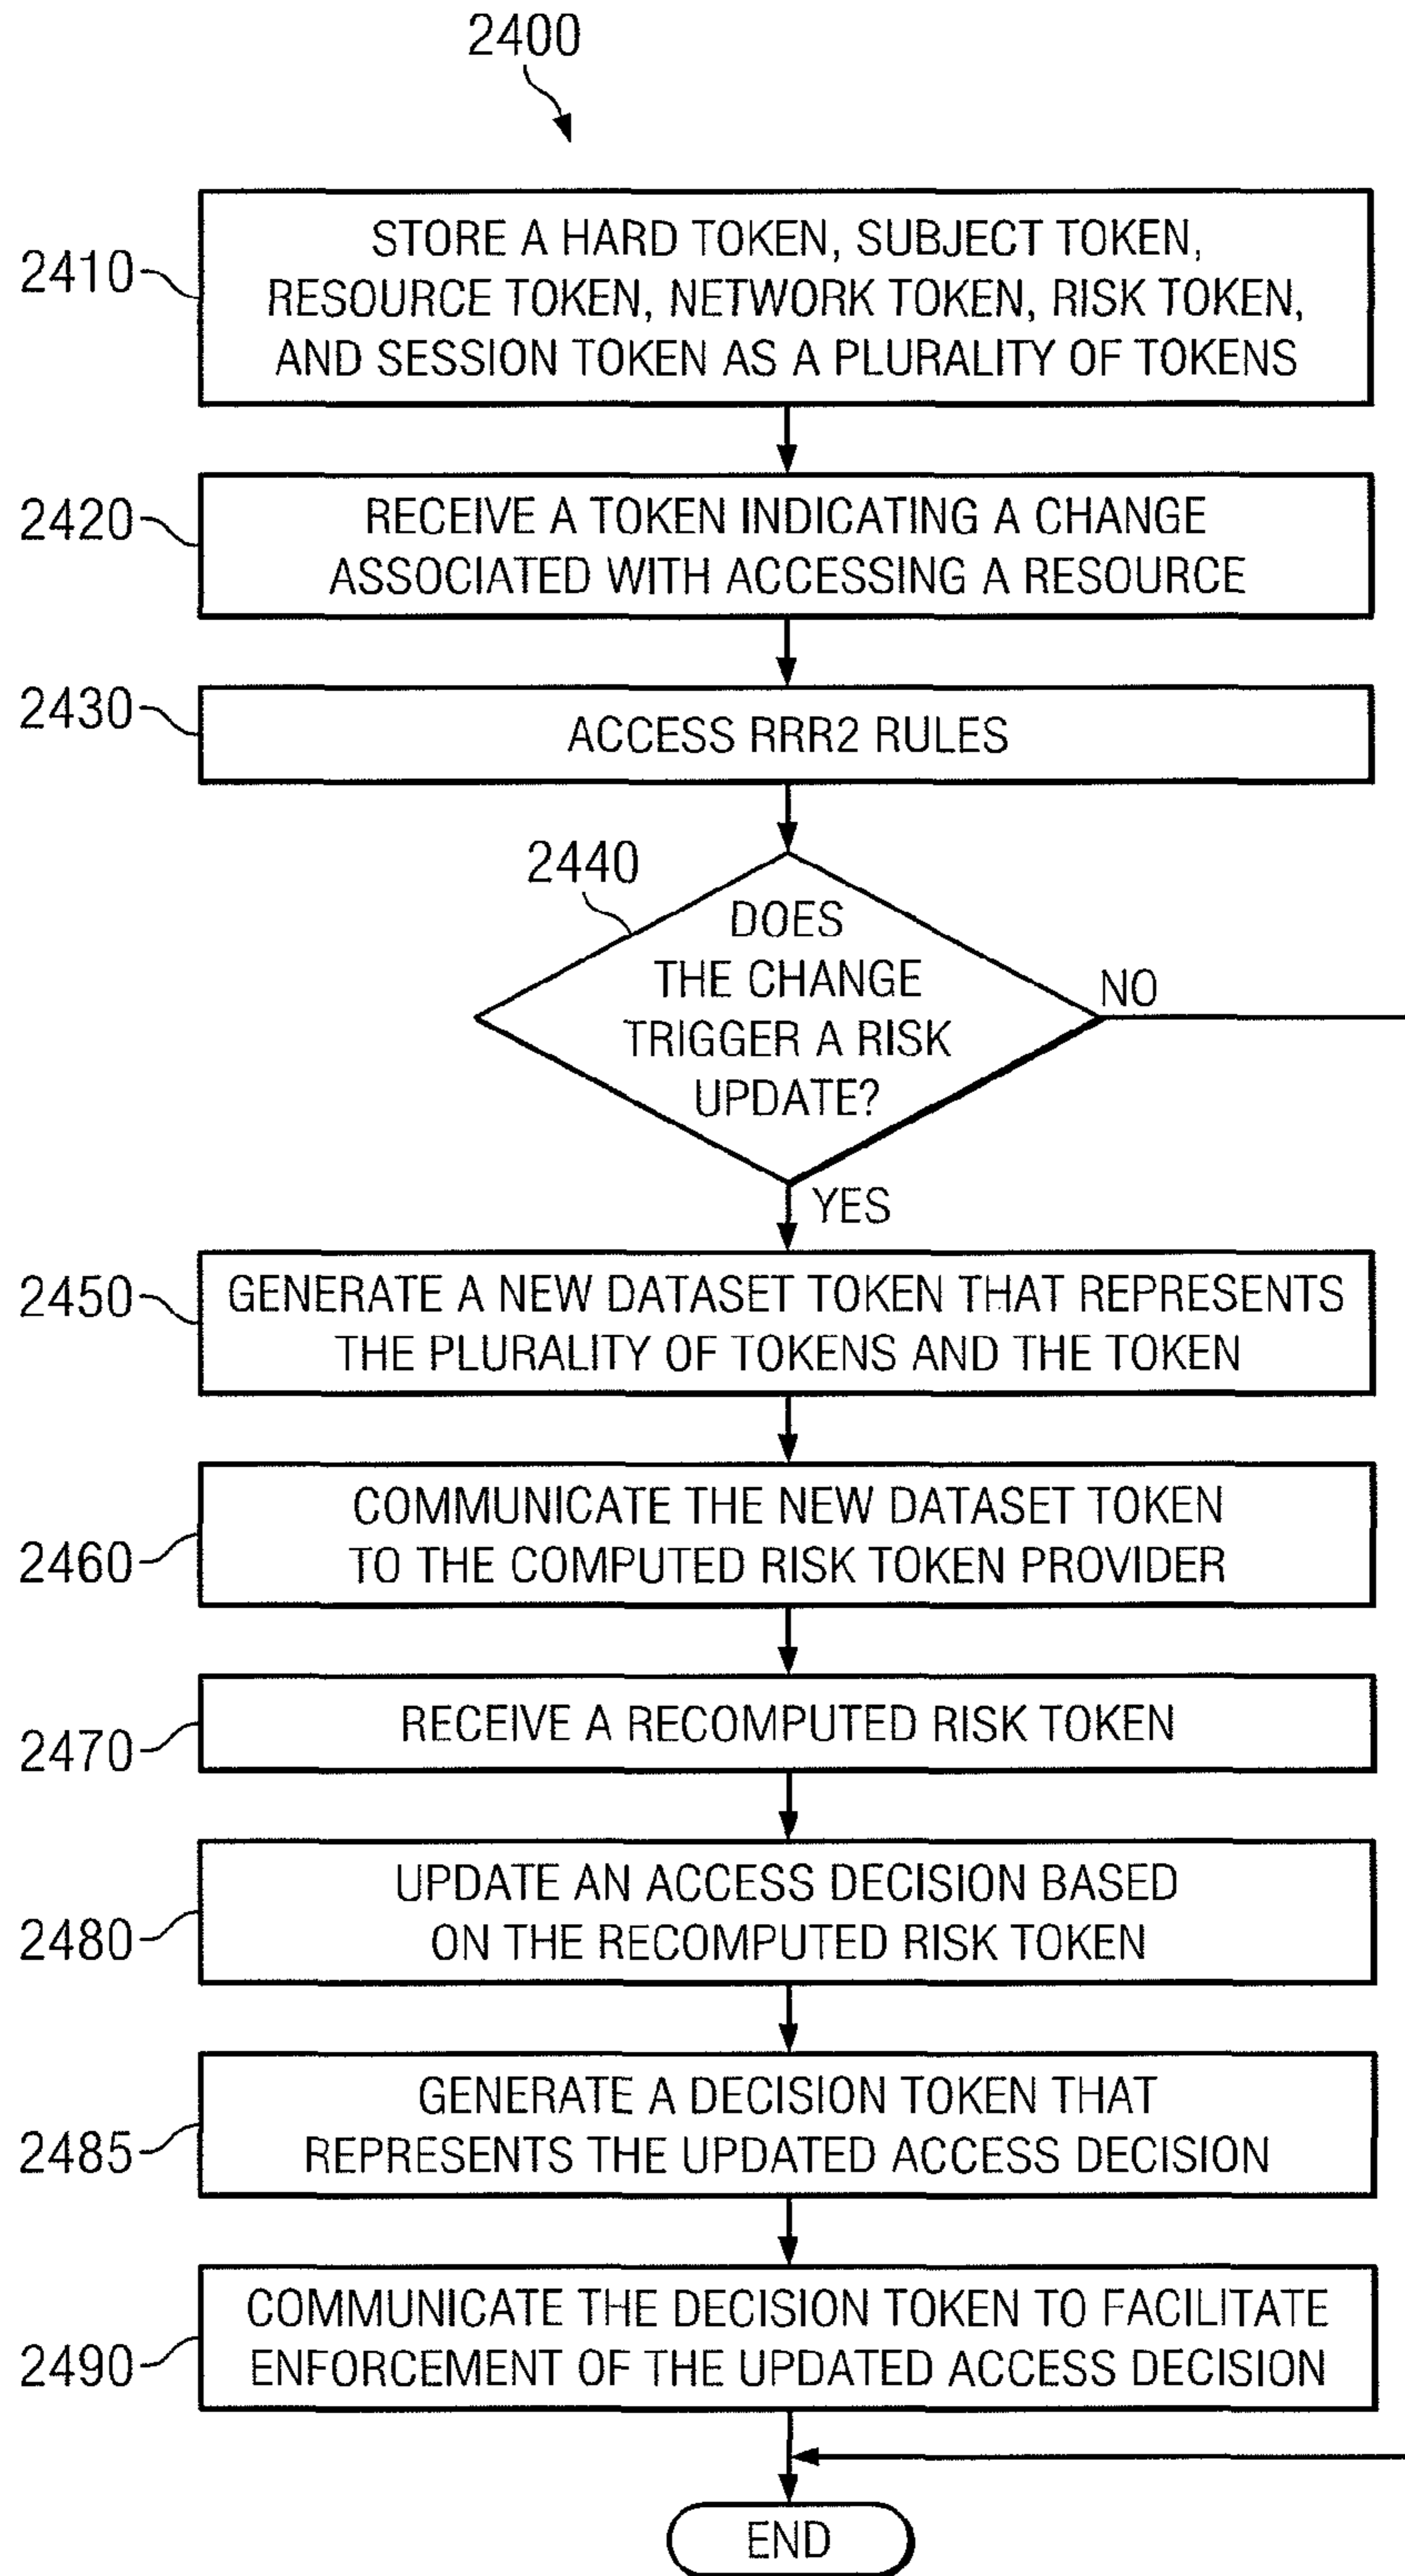 2400
2410
STORE A HARD TOKEN, SUBJECT TOKEN,
RESOURCE TOKEN, NETWORK TOKEN, RISK TOKEN,
AND SESSION TOKEN AS A PLURALITY OF TOKENS
2420
RECEIVE A TOKEN INDICATING A CHANGE
ASSOCIATED WITH ACCESSING A RESOURCE
2430
ACCESS RRR2 RULES
2440
DOES
THE CHANGE
TRIGGER A RISK
UPDATE?
NO
YES
2450
GENERATE A NEW DATASET TOKEN THAT REPRESENTS
THE PLURALITY OF TOKENS AND THE TOKEN
2460
COMMUNICATE THE NEW DATASET TOKEN
TO THE COMPUTED RISK TOKEN PROVIDER
2470
RECEIVE A RECOMPUTED RISK TOKEN
2480
UPDATE AN ACCESS DECISION BASED
ON THE RECOMPUTED RISK TOKEN
2485
GENERATE A DECISION TOKEN THAT
REPRESENTS THE UPDATED ACCESS DECISION
2490
COMMUNICATE THE DECISION TOKEN TO FACILITATE
ENFORCEMENT OF THE UPDATED ACCESS DECISION
END